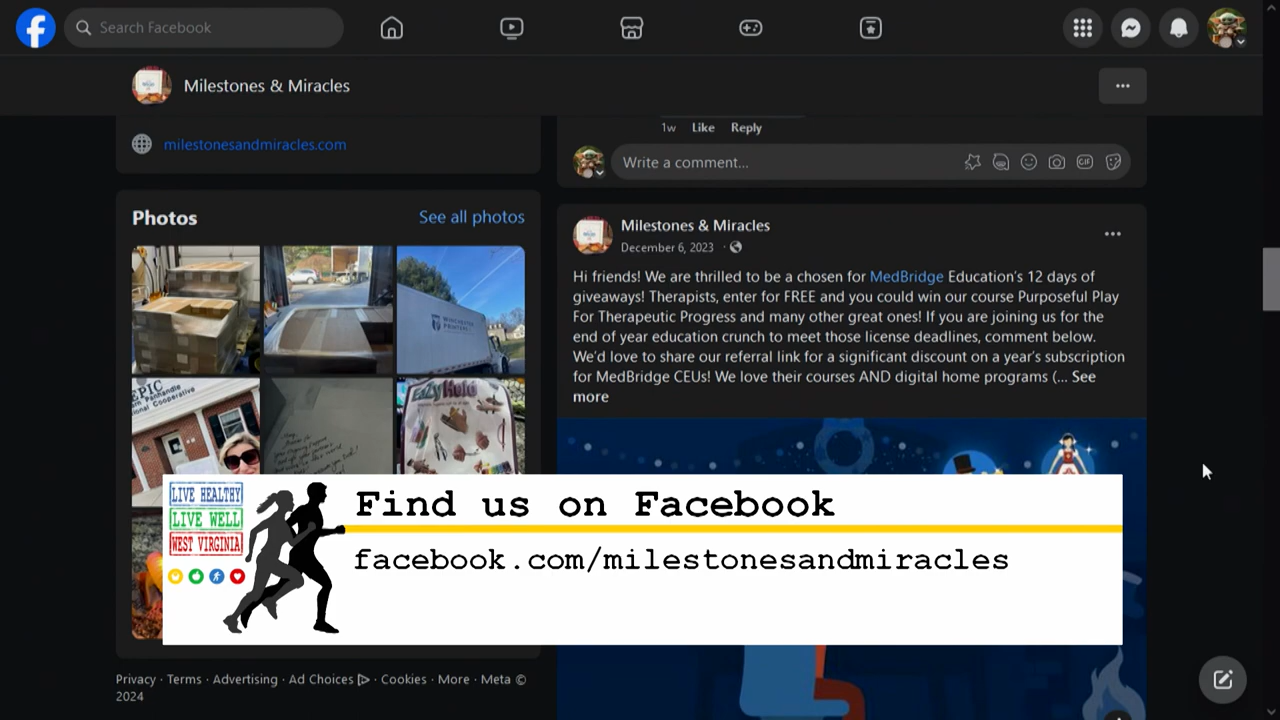 Search Facebook
Milestones & Miracles
milestonesandmiracles.com
1w Like Reply
Write a comment...
GIF
Photos
See all photos
EPIC
EaZyHold
Milestones & Miracles
December 6, 2023 ·
Hi friends! We are thrilled to be a chosen for MedBridge Education's 12 days of
giveaways! Therapists, enter for FREE and you could win our course Purposeful Play
For Therapeutic Progress and many other great ones! If you are joining us for the
end of year education crunch to meet those license deadlines, comment below.
We'd love to share our referral link for a significant discount on a year's subscription
for MedBridge CEUs! We love their courses AND digital home programs (... See
more
LIVE HEALTHY
LIVE WELL
WEST VIRGINIA
Find us on Facebook
facebook.com/milestonesandmiracles
Privacy · Terms · Advertising · Ad Choices · Cookies · More · Meta ©
2024